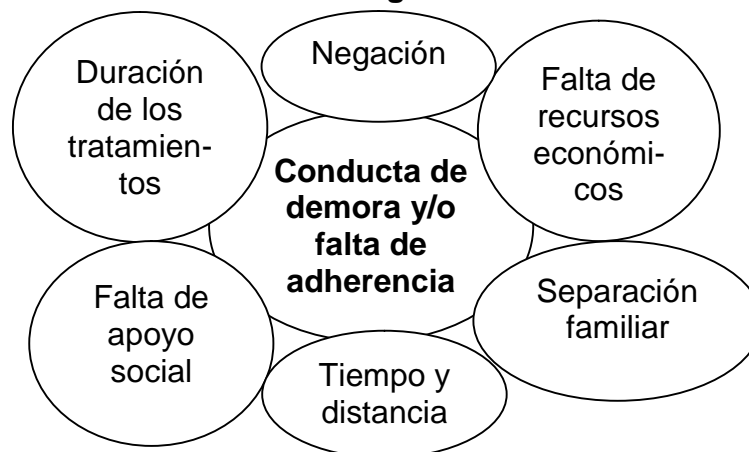 Negación
Duración
de los
tratamien-
tos
Falta de
recursos
económi-
cos
Conducta de
demora y/o
falta de
adherencia
Falta de
apoyo
social
Separación
familiar
Tiempo y
distancia